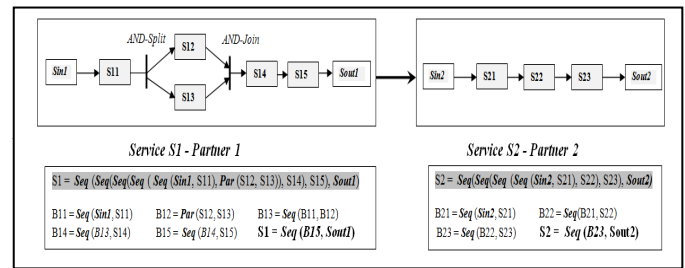 AND-Split
AND-Join
S12
Sin1
S11
S13
S14
S15
Sout1
Sin2
S21
S22
S23
Sout2
Service S1 - Partner 1
Service S2 - Partner 2
S1 = Seq (Seq(Seq(Seq ( Seq (Sin1, S11), Par (S12, S13)), S14), S15), Sout1)
B11 = Seq (Sin1, S11) B12 = Par (S12, S13) B13 = Seq (B11, B12)
B14 = Seq (B13, S14) B15 = Seq (B14, S15) S1 = Seq (B15, Sout1)
S2 = Seq(Seq(Seq (Seq (Sin2, S21), S22), S23), Sout2)
B21 = Seq (Sin2, S21) B22 = Seq(B21, S22)
B23 = Seq (B22, S23) S2 = Seq (B23, Sout2)